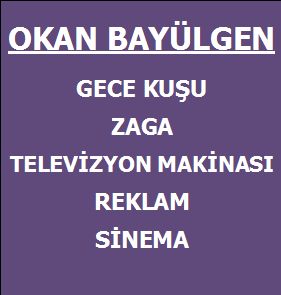 OKAN BAYÜLGEN
GECE KUŞU
ZAGA
TELEVİZYON MAKİNASI
REKLAM
SİNEMA